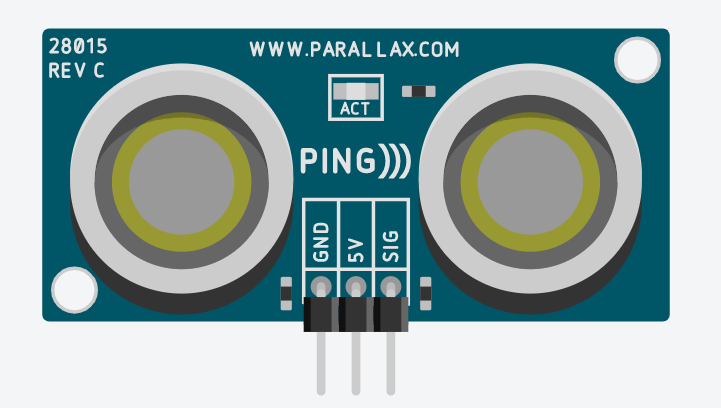 28015
REV C
WWW.PARALLAX.COM
ACT
PING)))
GND
5V
SIG